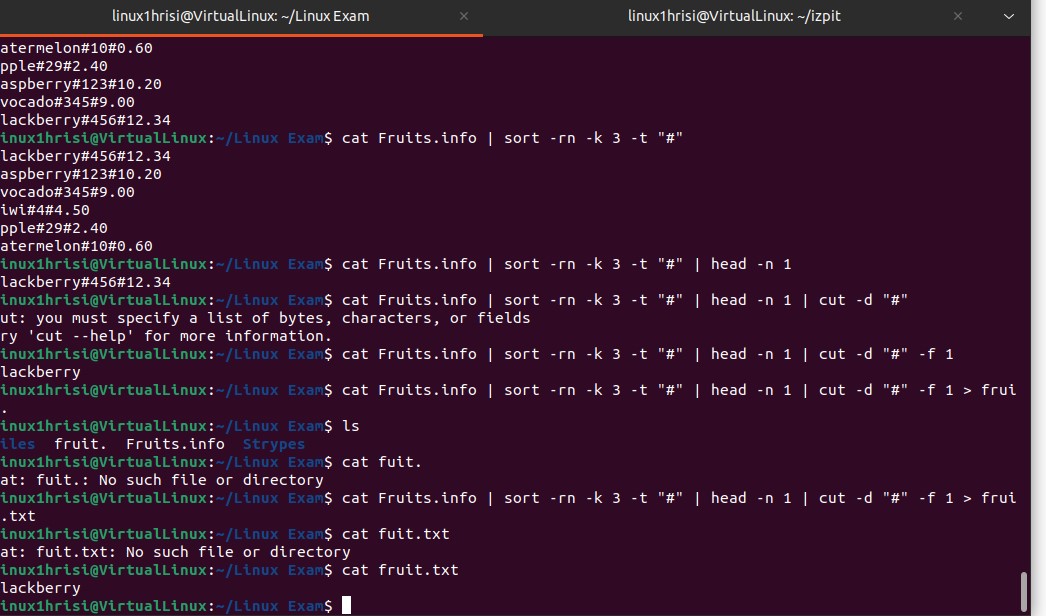 linux1hrisi@VirtualLinux: ~/Linux Exam × linux1hrisi@VirtualLinux: ~/izpit ×
atermelon#10#0.60
pple#29#2.40
aspberry#123#10.20
vocado#345#9.00
lackberry#456#12.34
inux1hrisi@VirtualLinux:~/Linux Exam$ cat Fruits.info | sort -rn -k 3 -t "#"
lackberry#456#12.34
aspberry#123#10.20
vocado#345#9.00
iwi#4#4.50
pple#29#2.40
atermelon#10#0.60
inux1hrisi@VirtualLinux:~/Linux Exam$ cat Fruits.info | sort -rn -k 3 -t "#" | head -n 1
lackberry#456#12.34
inux1hrisi@VirtualLinux:~/Linux Exam$ cat Fruits.info | sort -rn -k 3 -t "#" | head -n 1 | cut -d "#"
ut: you must specify a list of bytes, characters, or fields
ry 'cut --help' for more information.
inux1hrisi@VirtualLinux:~/Linux Exam$ cat Fruits.info | sort -rn -k 3 -t "#" | head -n 1 | cut -d "#" -f 1
lackberry
inux1hrisi@VirtualLinux:~/Linux Exam$ cat Fruits.info | sort -rn -k 3 -t "#" | head -n 1 | cut -d "#" -f 1 > frui
.
inux1hrisi@VirtualLinux:~/Linux Exam$ ls
iles fruit. Fruits.info Strypes
inux1hrisi@VirtualLinux:~/Linux Exam$ cat fuit.
at: fuit.: No such file or directory
inux1hrisi@VirtualLinux:~/Linux Exam$ cat Fruits.info | sort -rn -k 3 -t "#" | head -n 1 | cut -d "#" -f 1 > frui
.txt
inux1hrisi@VirtualLinux:~/Linux Exam$ cat fuit.txt
at: fuit.txt: No such file or directory
inux1hrisi@VirtualLinux:~/Linux Exam$ cat fruit.txt
lackberry
inux1hrisi@VirtualLinux:~/Linux Exam$